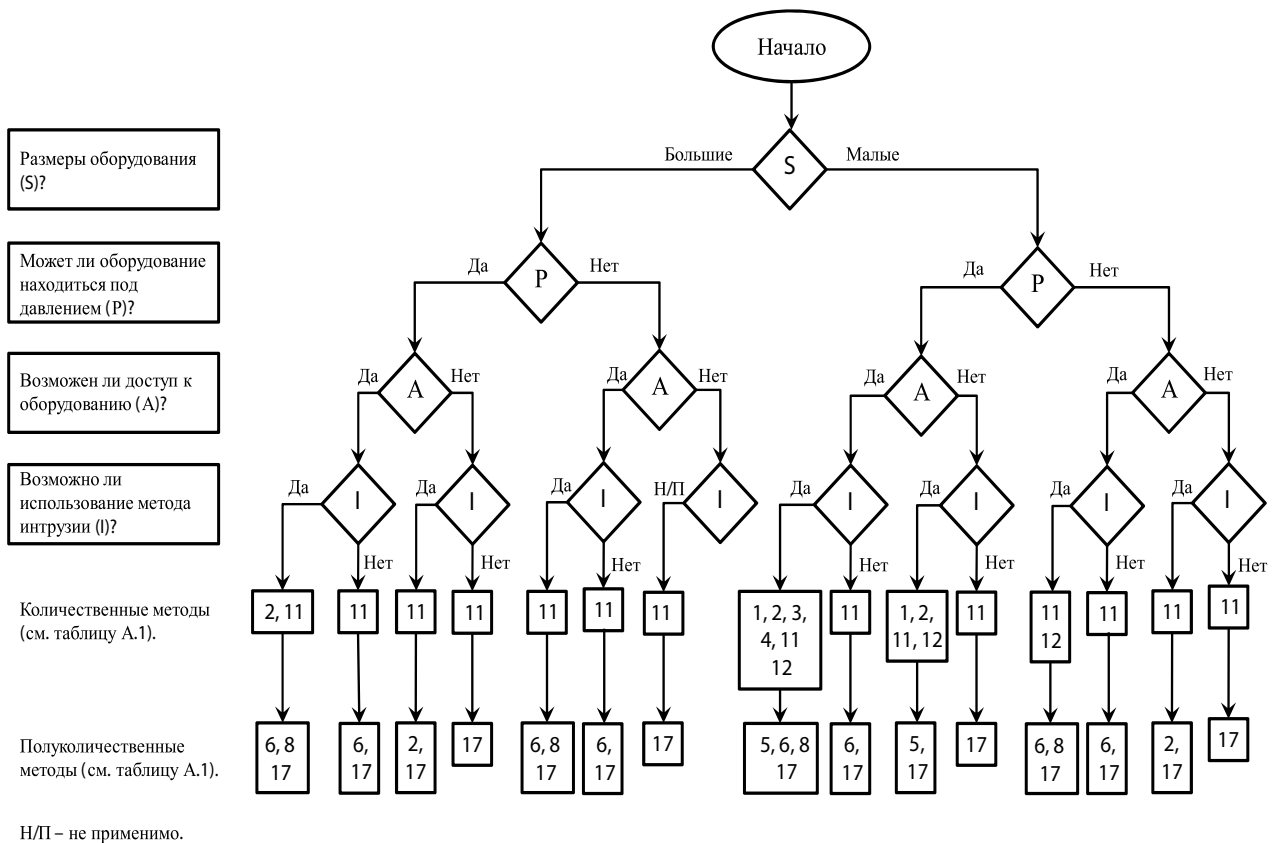 Начало
Размеры оборудования
(S)?
Большие
S
Малые
Может ли оборудование
находиться под
давлением (P)?
Да
P
Нет
Да
P
Нет
Возможен ли доступ к
оборудованию (A)?
Да
A
Нет
Да
A
Нет
Да
A
Нет
Да
A
Нет
Возможно ли
использование метода
интрузии (I)?
Да
I
Нет
Да
I
Нет
Да
I
Нет
Н/П
I
Да
I
Нет
Да
I
Нет
Да
I
Нет
Да
I
Нет
Количественные методы
(см. таблицу А.1).
2, 11
11
11
11
11
11
11
1, 2, 3,
4, 11
12
11
1, 2,
11, 12
11
11
12
11
11
11
Полуколичественные
методы (см. таблицу А.1).
6, 8
17
6,
17
2,
17
17
6, 8
17
6,
17
17
5, 6, 8
17
6,
17
5,
17
17
6, 8
17
6,
17
2,
17
17
Н/П – не применимо.